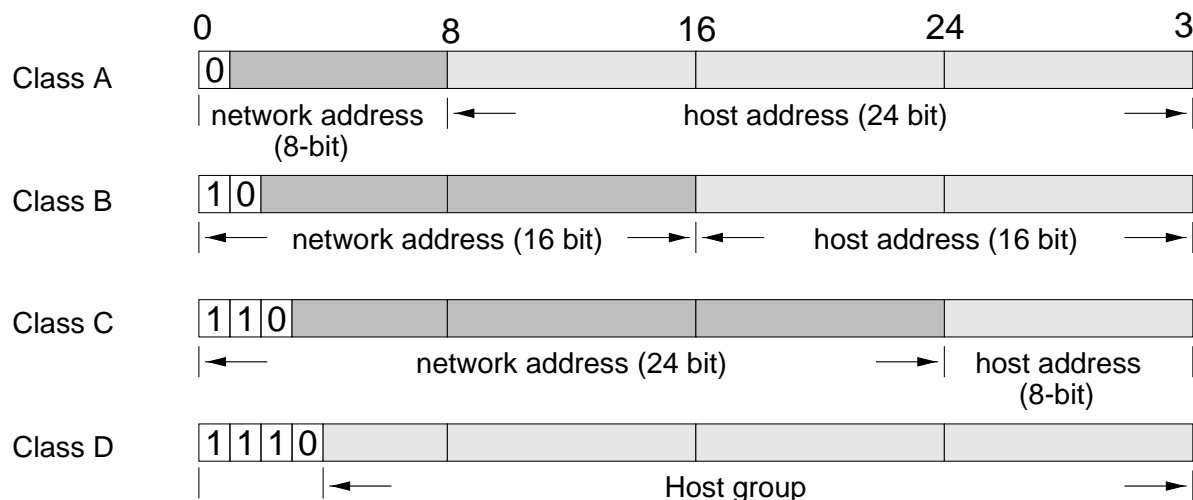 0 8 16 24 3
Class A 0
network address host address (24 bit)
(8-bit)
Class B 1 0
network address (16 bit) host address (16 bit)
Class C 1 1 0
network address (24 bit) host address
(8-bit)
Class D 1 1 1 0
Host group